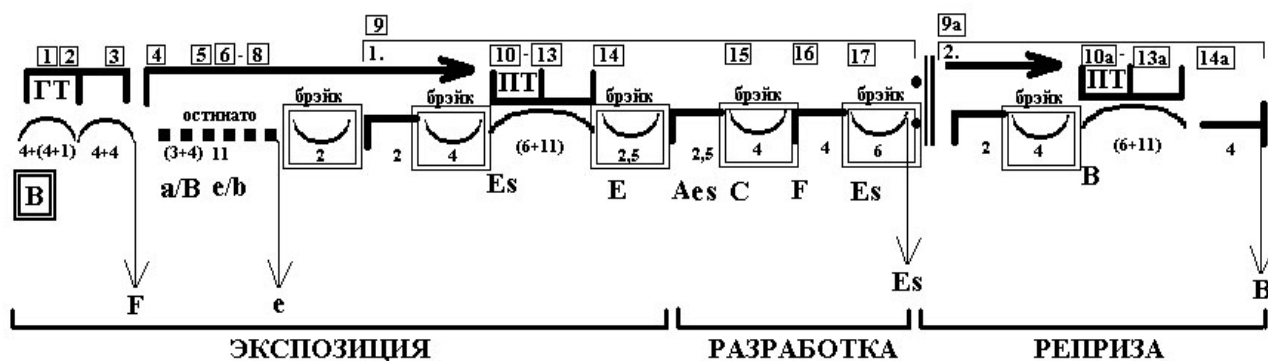 9 9a
1 2 3 4 5 6 - 8 1. 10 - 13 14 15 16 17 2. 10a - 13a 14a
ГТ ПТ ПТ
остинато брэйк брэйк брэйк брэйк брэйк брэйк
4+(4+1) 4+4 (3+4) 11 2 2 4 (6+11) 2,5 2,5 4 4 6 2 4 (6+11) 4
B a/B e/b Es E Aes C F Es B
F e Es B
ЭКСПОЗИЦИЯ РАЗРАБОТКА РЕПРИЗА